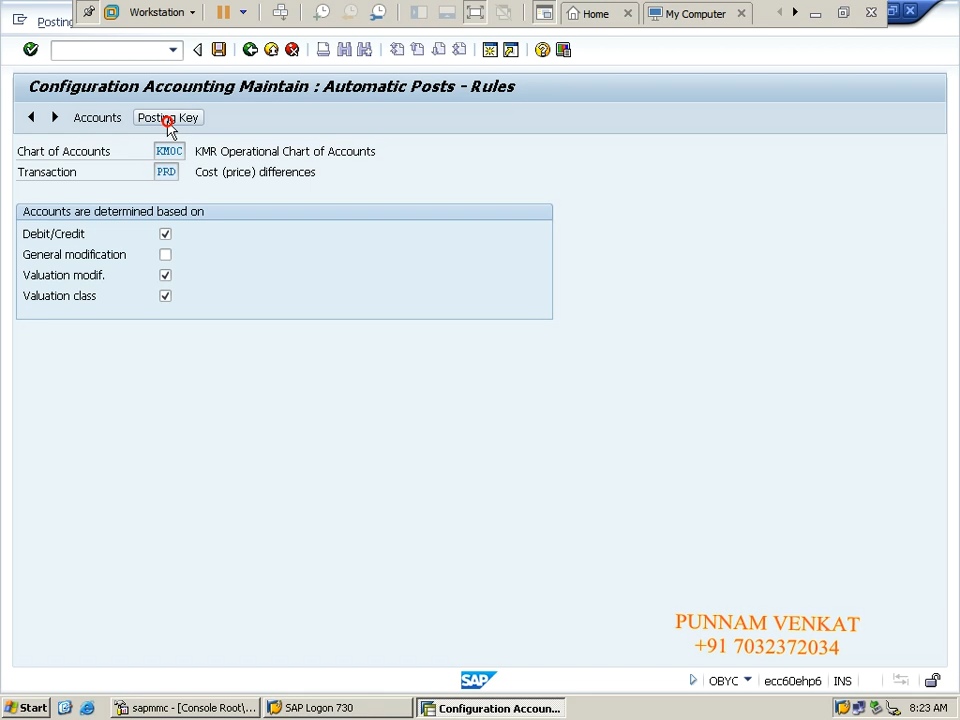 Posting
Workstation
Home
My Computer
Configuration Accounting Maintain : Automatic Posts - Rules
Accounts
Posting Key
Chart of Accounts KMOC KMR Operational Chart of Accounts
Transaction PRD Cost (price) differences
Accounts are determined based on
Debit/Credit
General modification
Valuation modif.
Valuation class
PUNNAM VENKAT
+91 7032372034
SAP
OBYC ecc60ehp6 INS
Start sapmmc - [Console Root\... SAP Logon 730 Configuration Accoun... 8:23 AM